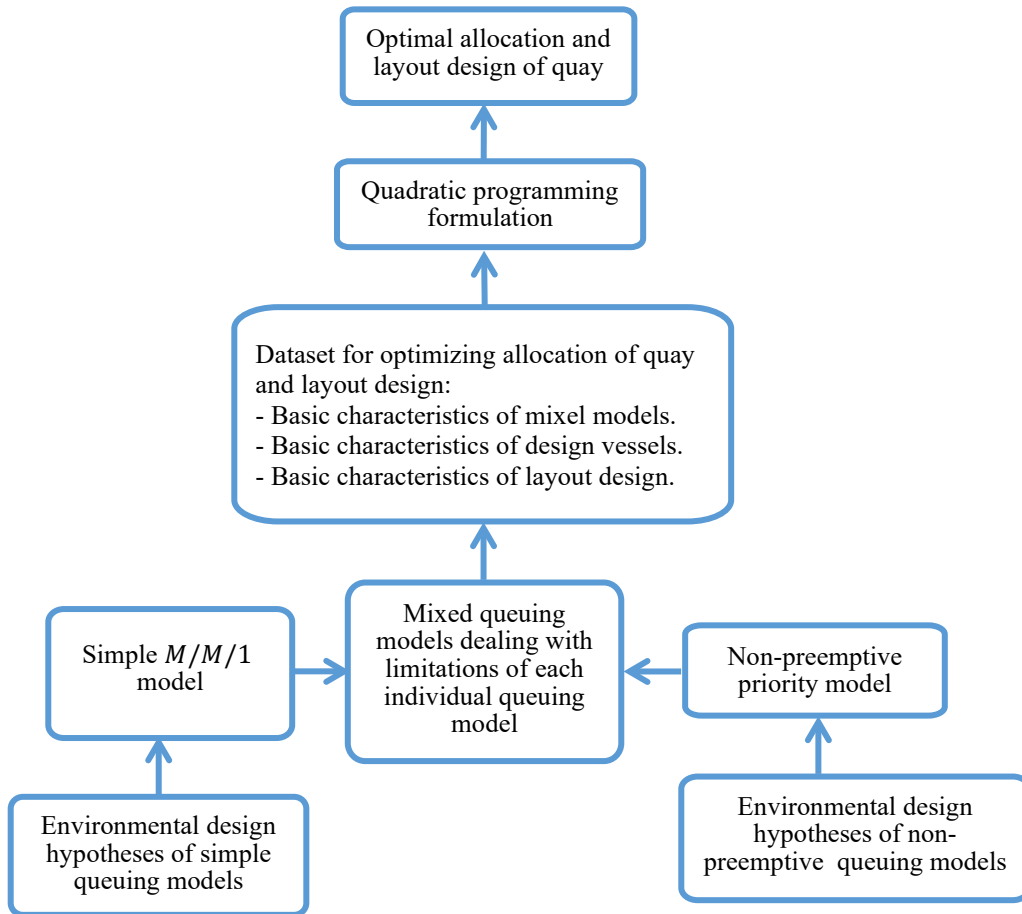 Optimal allocation and
layout design of quay
Quadratic programming
formulation
Dataset for optimizing allocation of quay
and layout design:
- Basic characteristics of mixel models.
- Basic characteristics of design vessels.
- Basic characteristics of layout design.
Simple M/M/1
model
Mixed queuing
models dealing with
limitations of each
individual queuing
model
Non-preemptive
priority model
Environmental design
hypotheses of simple
queuing models
Environmental design
hypotheses of non-
preemptive  queuing models